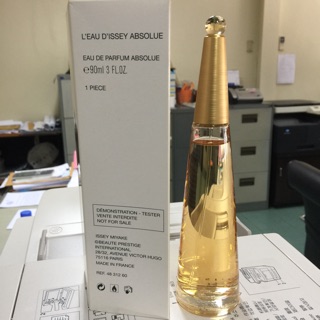 L'EAU D'ISSEY ABSOLUE
EAU DE PARFUM ABSOLUE
℮90ml 3 FL.OZ.
1 PIECE
DÉMONSTRATION - TESTER
VENTE INTERDITE
NOT FOR SALE
ISSEY MIYAKE
©BEAUTE PRESTIGE
INTERNATIONAL
28/32, AVENUE VICTOR HUGO
75116 PARIS
MADE IN FRANCE